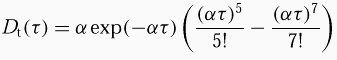 D_t(τ) = α exp(−ατ) ( (ατ)^5 / 5! − (ατ)^7 / 7! )